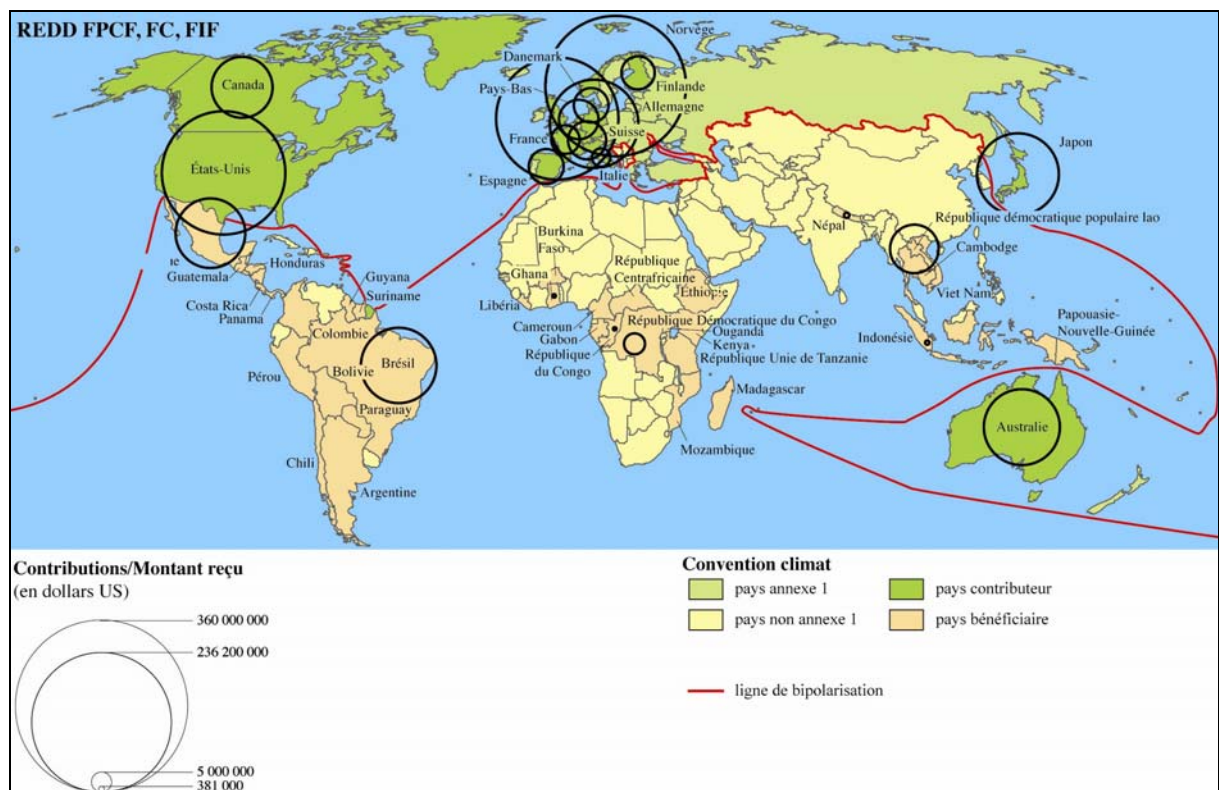 REDD FPCF, FC, FIF
Norvège
Danemark
Canada
Pays-Bas
Finlande
Allemagne
France
Suisse
Japon
États-Unis
Espagne
Italie
République démocratique populaire lao
Népal
Burkina
Faso
Cambodge
Honduras
Guatemala
Guyana
République
Centrafricaine
Ghana
Suriname
Éthiopie
Costa Rica
Libéria
Viet Nam
Panama
Papouasie-
Nouvelle-Guinée
République Démocratique du Congo
Colombie
Cameroun
Ouganda
Gabon
Kenya
Indonésie
République
du Congo
République Unie de Tanzanie
Brésil
Bolivie
Pérou
Madagascar
Paraguay
Australie
Mozambique
Chili
Argentine
Contributions/Montant reçu
(en dollars US)
360 000 000
236 200 000
5 000 000
381 000
Convention climat
pays annexe 1
pays contributeur
pays non annexe 1
pays bénéficiaire
ligne de bipolarisation